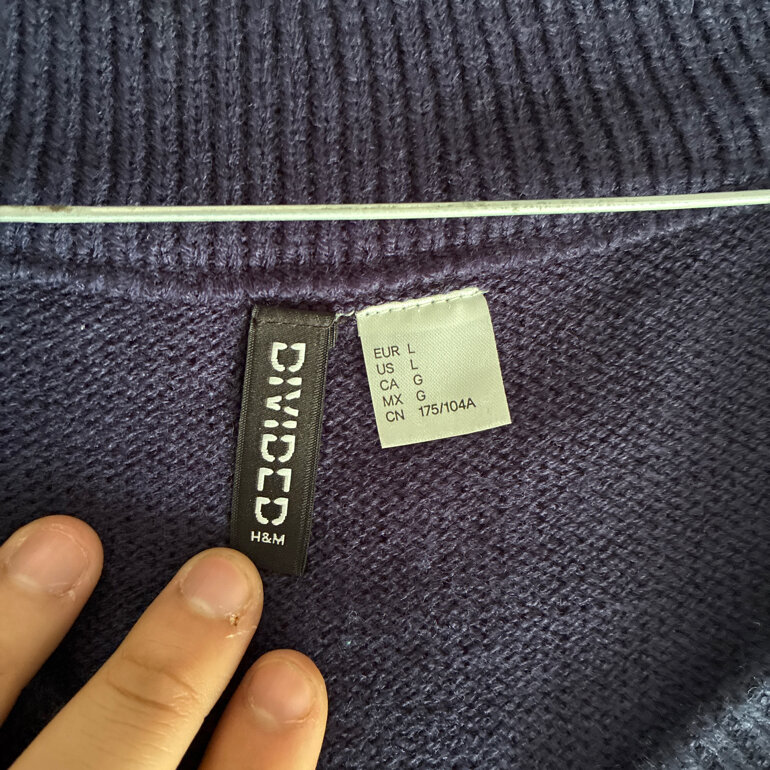 DIVIDED
H&M
EUR L
US L
CA G
MX G
CN 175/104A